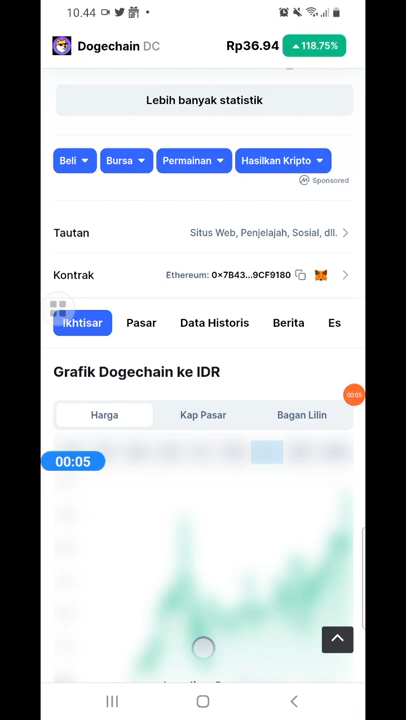 10.44
Dogechain DC
Rp36.94
118.75%
Lebih banyak statistik
Beli
Bursa
Permainan
Hasilkan Kripto
Sponsored
Tautan
Situs Web, Penjelajah, Sosial, dll.
Kontrak
Ethereum: 0x7B43...9CF9180
Ikhtisar
Pasar
Data Historis
Berita
Es
Grafik Dogechain ke IDR
00:05
Harga
Kap Pasar
Bagan Lilin
00:05